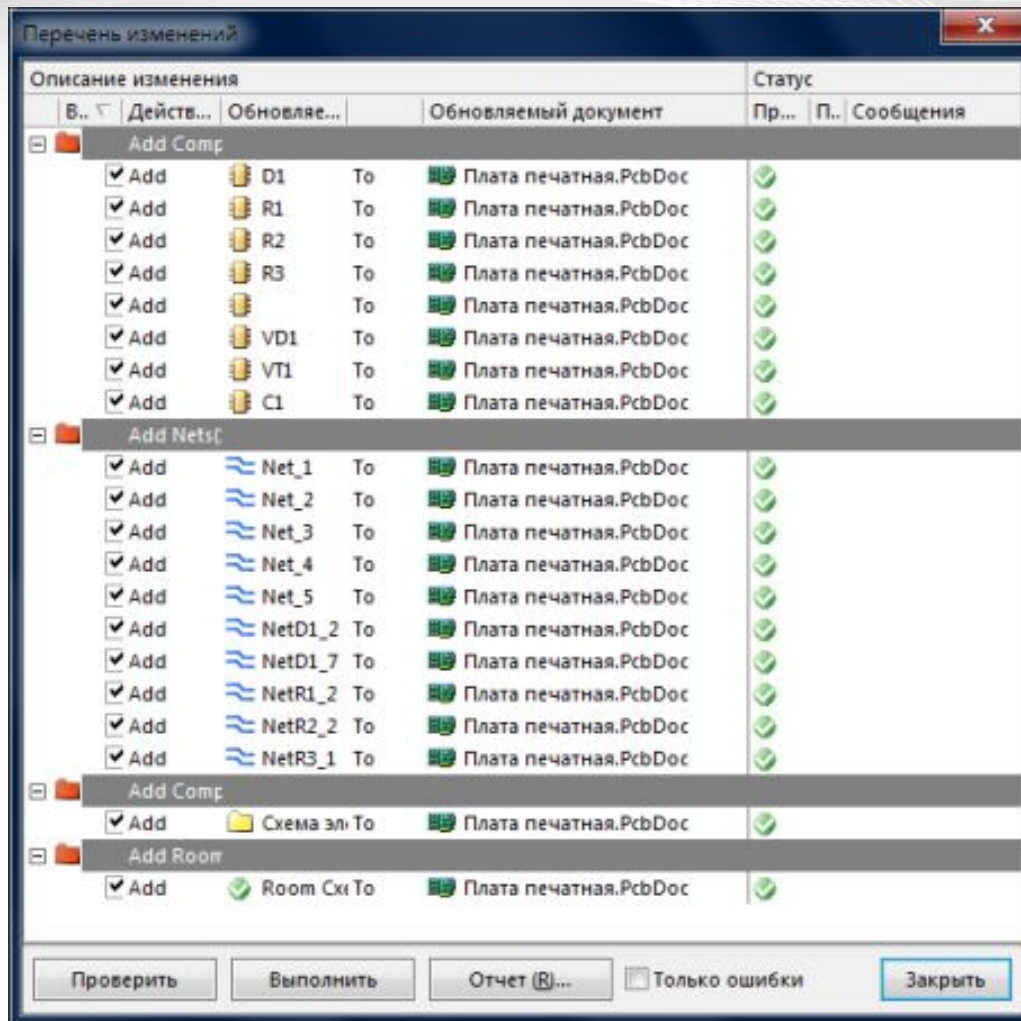 Перечень изменений
Описание изменения Статус
В.. Действ... Обновляе... Обновляемый документ Пр... П.. Сообщения
Add Comp
Add D1 To Плата печатная.PcbDoc
Add R1 To Плата печатная.PcbDoc
Add R2 To Плата печатная.PcbDoc
Add R3 To Плата печатная.PcbDoc
Add To Плата печатная.PcbDoc
Add VD1 To Плата печатная.PcbDoc
Add VT1 To Плата печатная.PcbDoc
Add C1 To Плата печатная.PcbDoc
Add Nets(
Add Net_1 To Плата печатная.PcbDoc
Add Net_2 To Плата печатная.PcbDoc
Add Net_3 To Плата печатная.PcbDoc
Add Net_4 To Плата печатная.PcbDoc
Add Net_5 To Плата печатная.PcbDoc
Add NetD1_2 To Плата печатная.PcbDoc
Add NetD1_7 To Плата печатная.PcbDoc
Add NetR1_2 To Плата печатная.PcbDoc
Add NetR2_2 To Плата печатная.PcbDoc
Add NetR3_1 To Плата печатная.PcbDoc
Add Comp
Add Схема эл To Плата печатная.PcbDoc
Add Room
Add Room Сх To Плата печатная.PcbDoc
Проверить Выполнить Отчет (R)... Только ошибки Закрыть